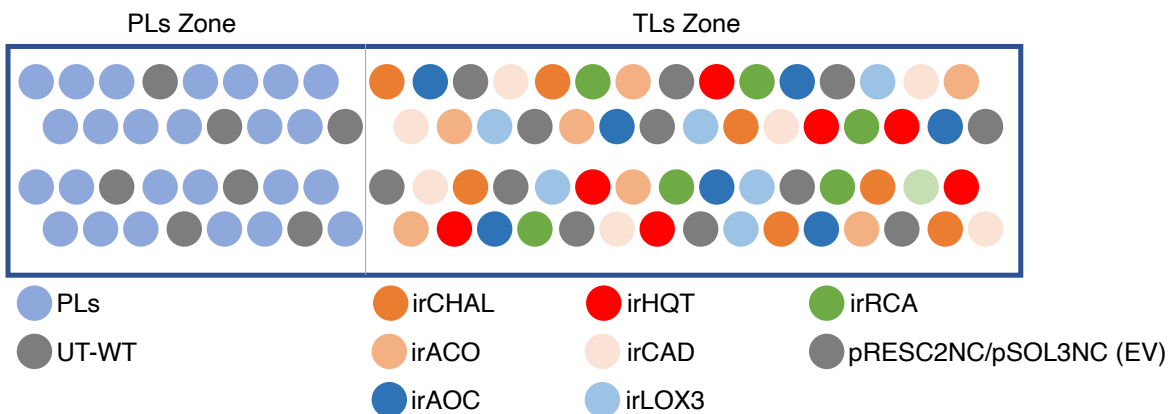 PLs Zone
TLs Zone
PLs
irCHAL
irHQT
irRCA
UT-WT
irACO
irCAD
pRESC2NC/pSOL3NC (EV)
irAOC
irLOX3